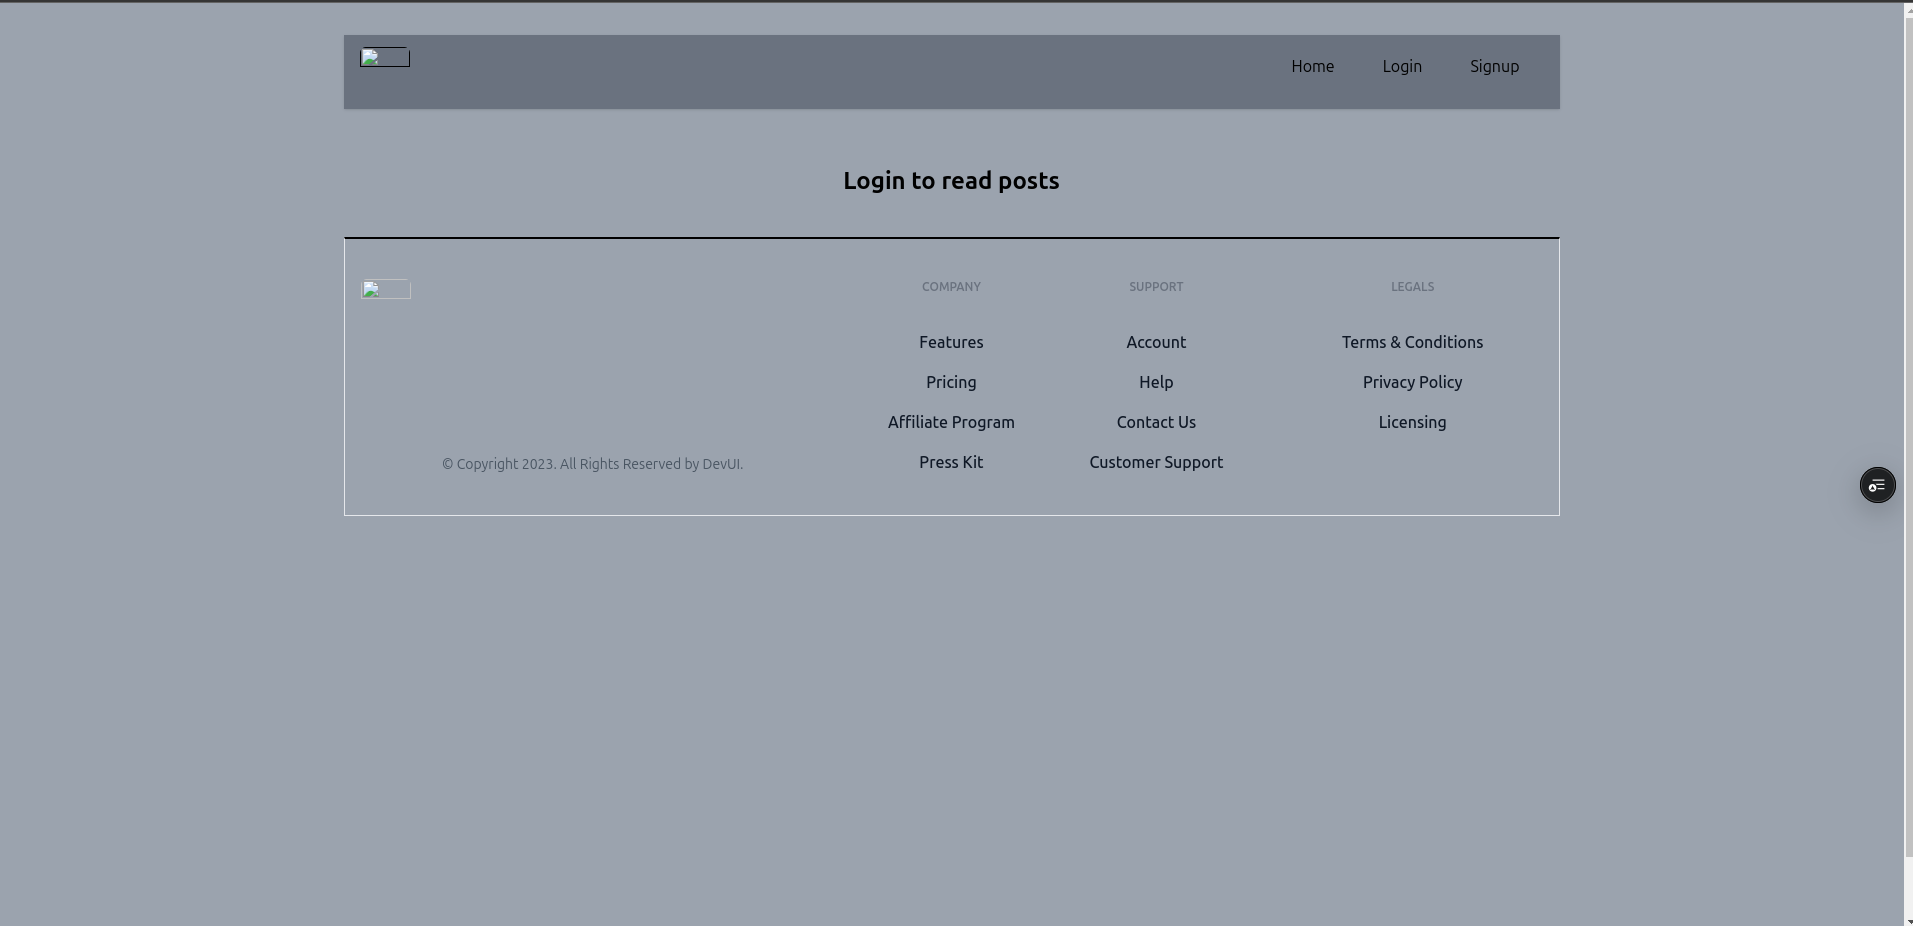 Home Login Signup
Login to read posts
COMPANY
Features
Pricing
Affiliate Program
Press Kit
SUPPORT
Account
Help
Contact Us
Customer Support
LEGALS
Terms & Conditions
Privacy Policy
Licensing
© Copyright 2023. All Rights Reserved by DevUI.